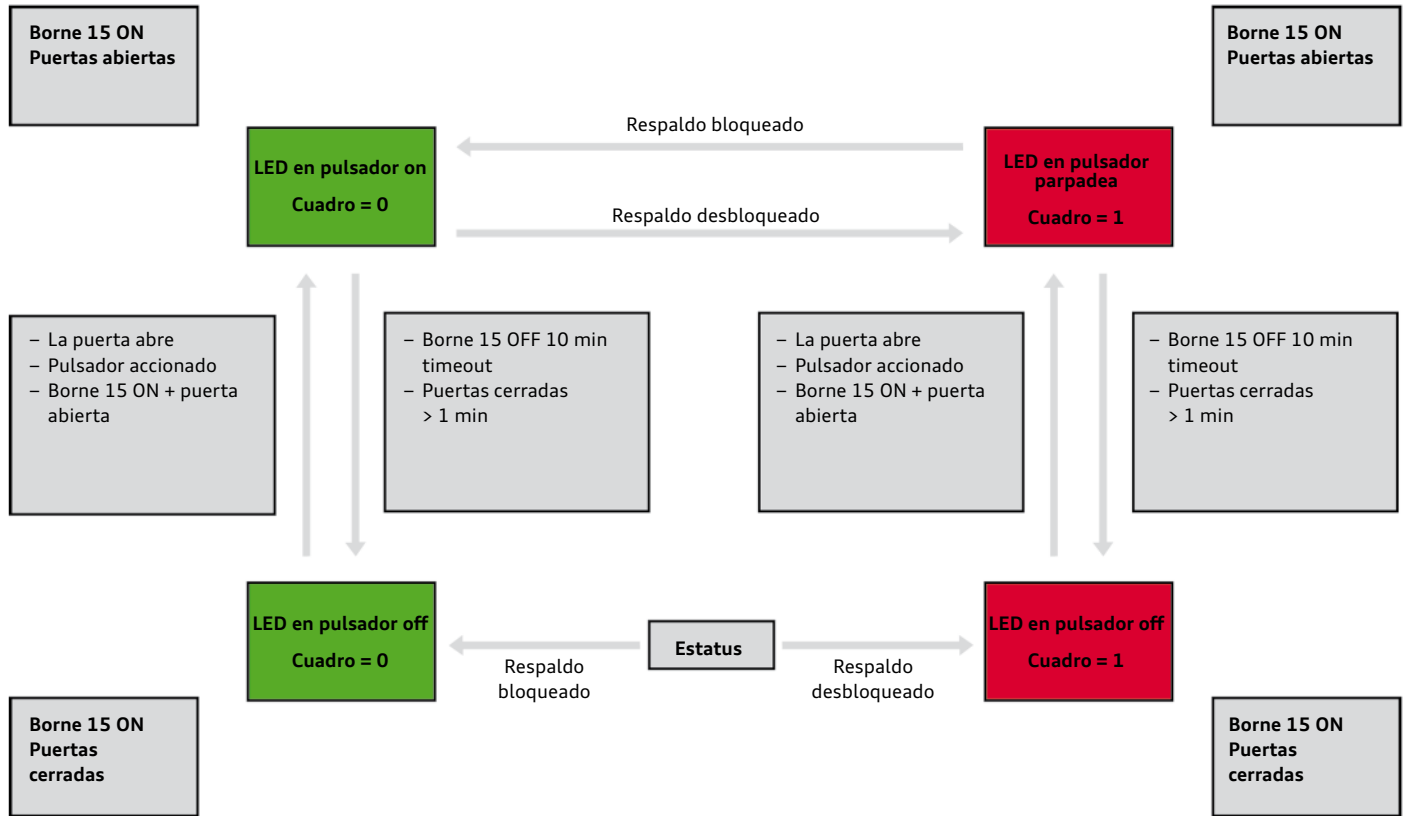 Borne 15 ON
Puertas abiertas
Borne 15 ON
Puertas abiertas
Respaldo bloqueado
LED en pulsador on
Cuadro = 0
LED en pulsador
parpadea
Cuadro = 1
Respaldo desbloqueado
– La puerta abre
– Pulsador accionado
– Borne 15 ON + puerta
abierta
– Borne 15 OFF 10 min
timeout
– Puertas cerradas
> 1 min
– La puerta abre
– Pulsador accionado
– Borne 15 ON + puerta
abierta
– Borne 15 OFF 10 min
timeout
– Puertas cerradas
> 1 min
LED en pulsador off
Cuadro = 0
Estatus
LED en pulsador off
Cuadro = 1
Respaldo
bloqueado
Respaldo
desbloqueado
Borne 15 ON
Puertas
cerradas
Borne 15 ON
Puertas
cerradas